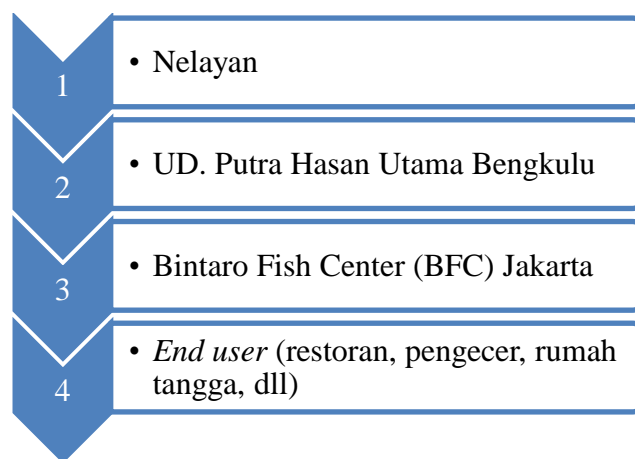 1
• Nelayan
2
• UD. Putra Hasan Utama Bengkulu
3
• Bintaro Fish Center (BFC) Jakarta
4
• End user (restoran, pengecer, rumah
tangga, dll)